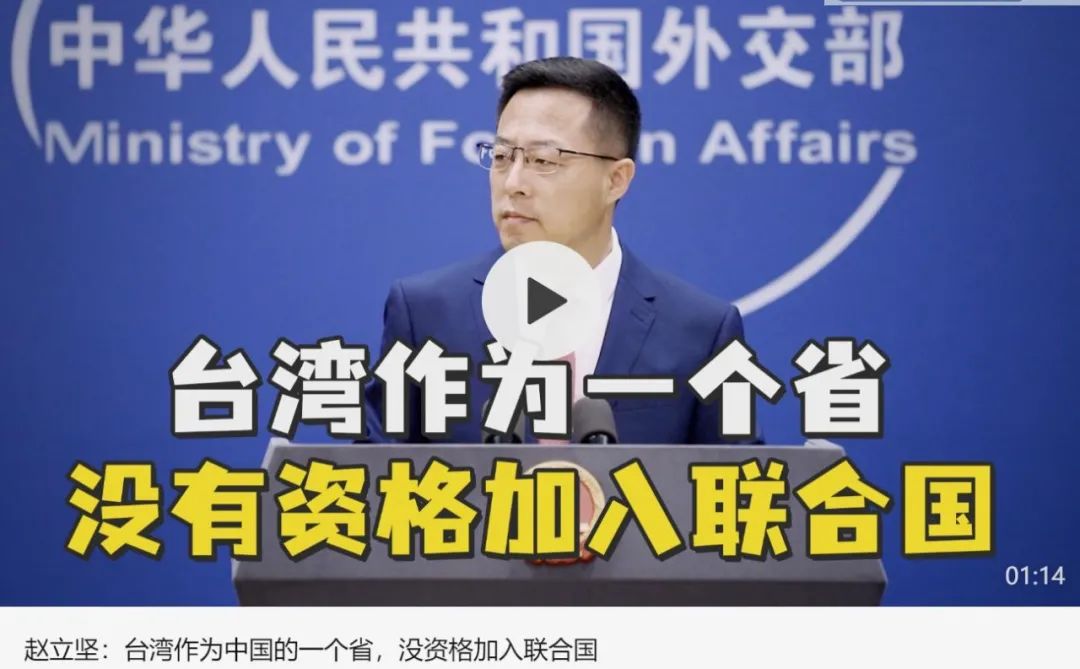 中华人民共和国外交部
Ministry of Fo n Affairs
台湾作为一个省
没有资格加入联合国
01:14
赵立坚：台湾作为中国的一个省，没资格加入联合国